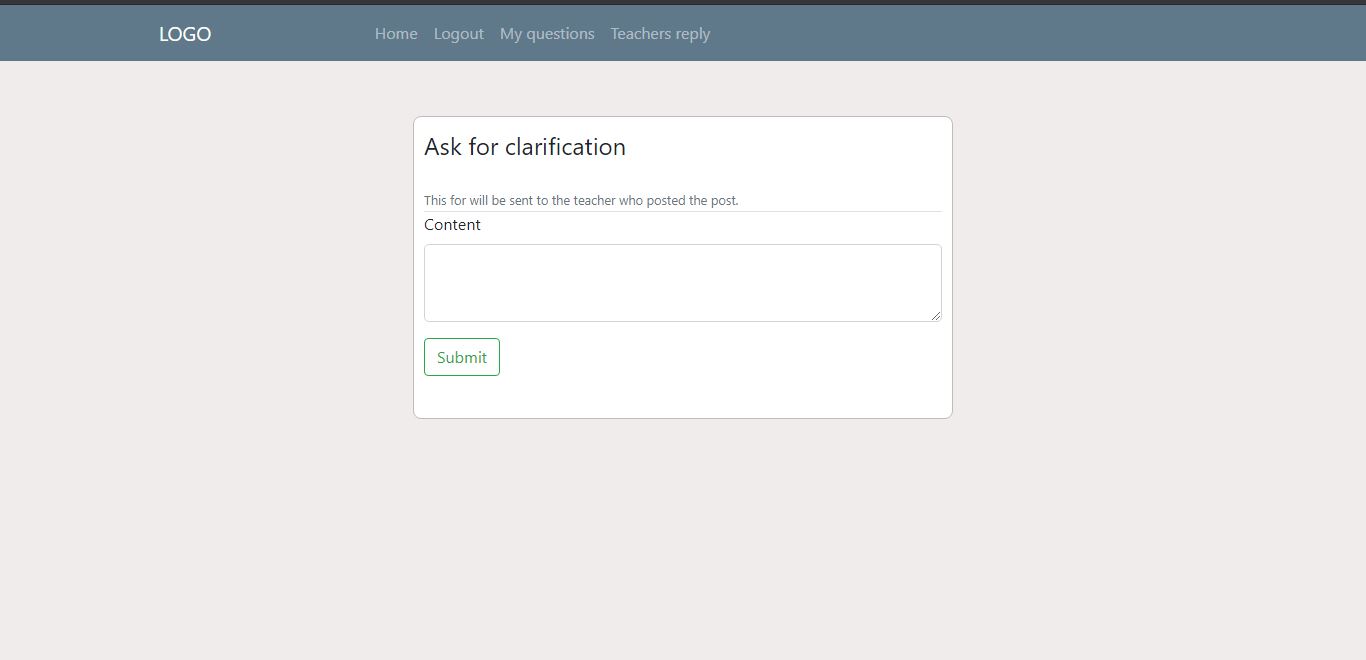 LOGO Home Logout My questions Teachers reply
Ask for clarification
This for will be sent to the teacher who posted the post.
Content
Submit